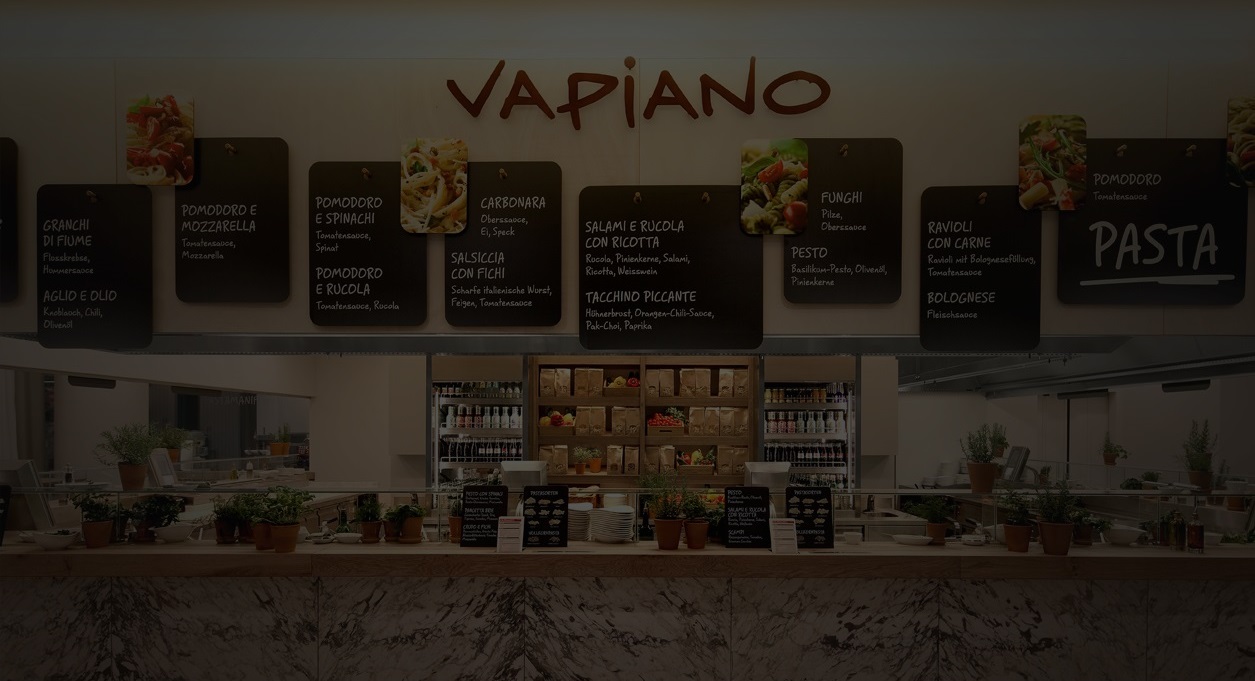 VAPIANO
GRANCHI
DI FIUME
Flusskrebse,
Hummersauce
AGLIO E OLIO
Knoblauch, Chili,
Olivenöl
POMODORO E
MOZZARELLA
Tomatensauce,
Mozzarella
POMODORO
E SPINACHI
Tomatensauce,
Spinat
POMODORO
E RUCOLA
Tomatensauce, Rucola
CARBONARA
Obersauce,
Ei, Speck
SALSICCIA
CON FICHI
Scharfe italienische Wurst,
Feigen, Tomatensauce
SALAMI E RUCOLA
CON RICOTTA
Rucola, Pinienkerne, Salami,
Ricotta, Weisswein
TACCHINO PICCANTE
Hühnerbrust, Orangen-Chili-Sauce,
Pak-Choi, Paprika
FUNGHI
Pilze,
Oberssauce
PESTO
Basilikum-Pesto, Olivenöl,
Pinienkerne
RAVIOLI
CON CARNE
Ravioli mit Bolognesefüllung,
Tomatensauce
BOLOGNESE
Fleischsauce
POMODORO
Tomatensauce
PASTA